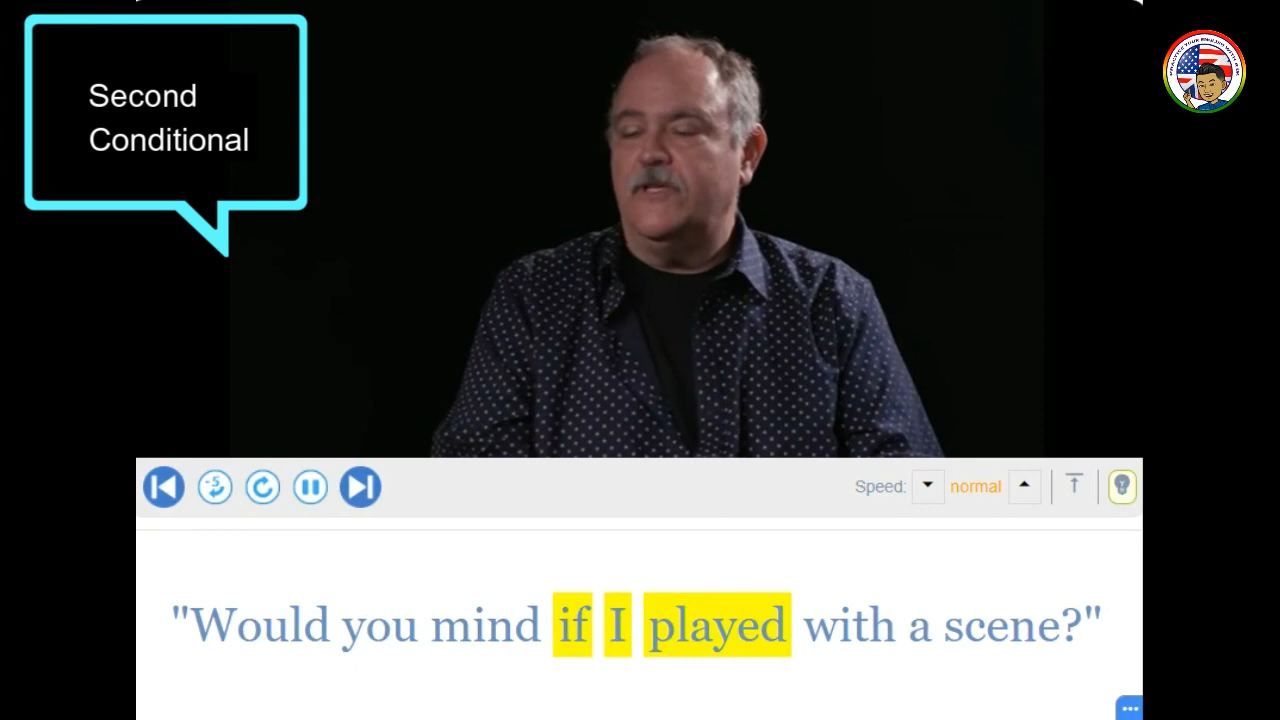 Second
Conditional
Speed:
normal
"Would you mind if I played with a scene?"